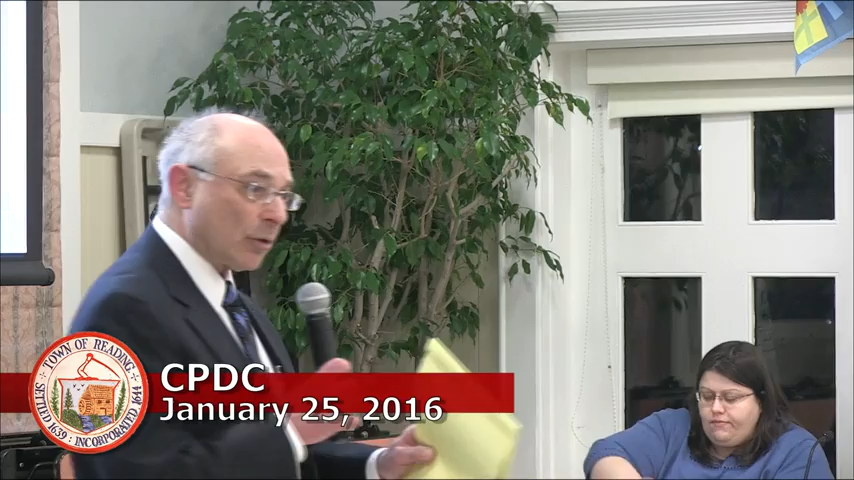 TOWN OF READING
SETTLED 1639 : INCORPORATED 1644
CPDC
January 25, 2016